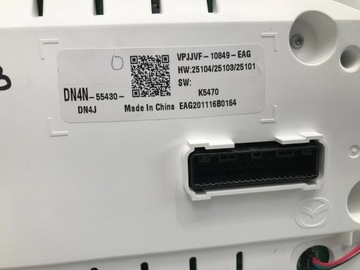 VPJJVF-10849-EAG
HW:25104/25103/25101
SW:
DN4N-55430-
K5470
DN4J
Made In China EAG201116B0164